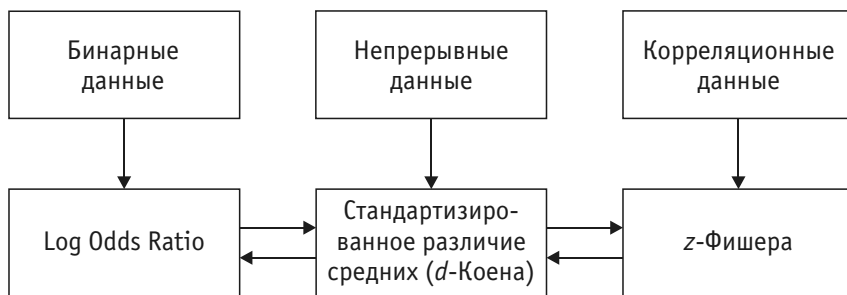 Бинарные
данные
Непрерывные
данные
Корреляционные
данные
Log Odds Ratio
Стандартизиро-
ванное различие
средних (d-Коена)
z-Фишера